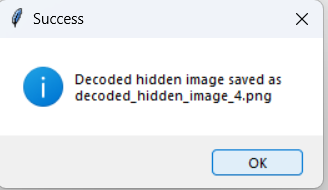 Success
Decoded hidden image saved as
decoded_hidden_image_4.png
OK